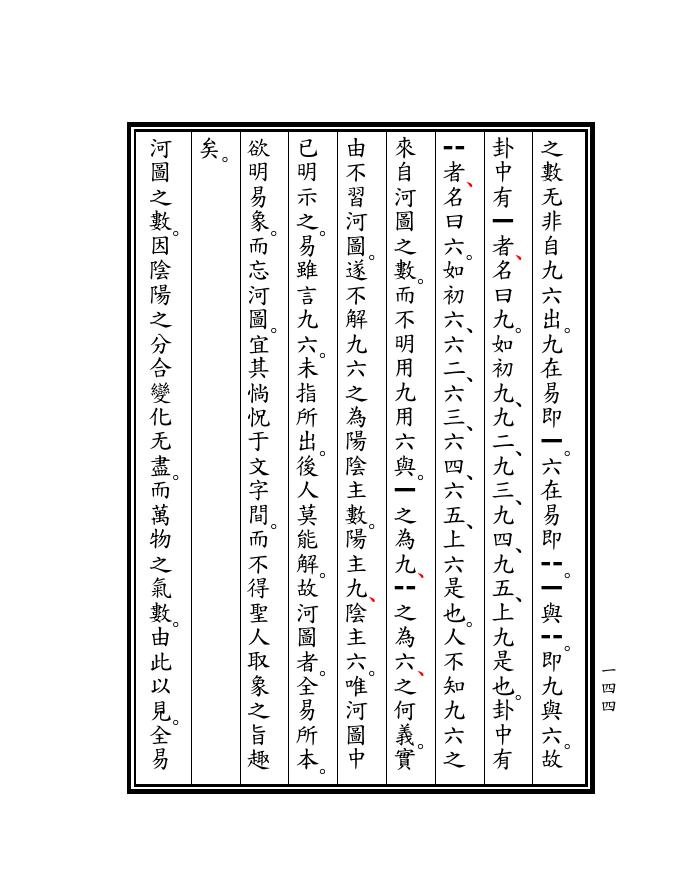 之數无非自九六出。九在易即⚊。六在易即⚋。⚊與⚋。即九與六。故
卦中有⚊者、名曰九。如初九、九二、九三、九四、九五、上九是也。卦中有
⚋者、名曰六。如初六、六二、六三、六四、六五、上六是也。人不知九六之
來自河圖之數。而不明用九用六與。⚊之為九、⚋之為六、之何義。實
由不習河圖。遂不解九六之為陽陰主數。陽主九、陰主六。唯河圖中
已明示之。易雖言九六。未指所出。後人莫能解。故河圖者。全易所本。
欲明易象。而忘河圖。宜其惝怳于文字間。而不得聖人取象之旨趣
矣。
河圖之數。因陰陽之分合變化无盡。而萬物之氣數。由此以見。全易
一四四